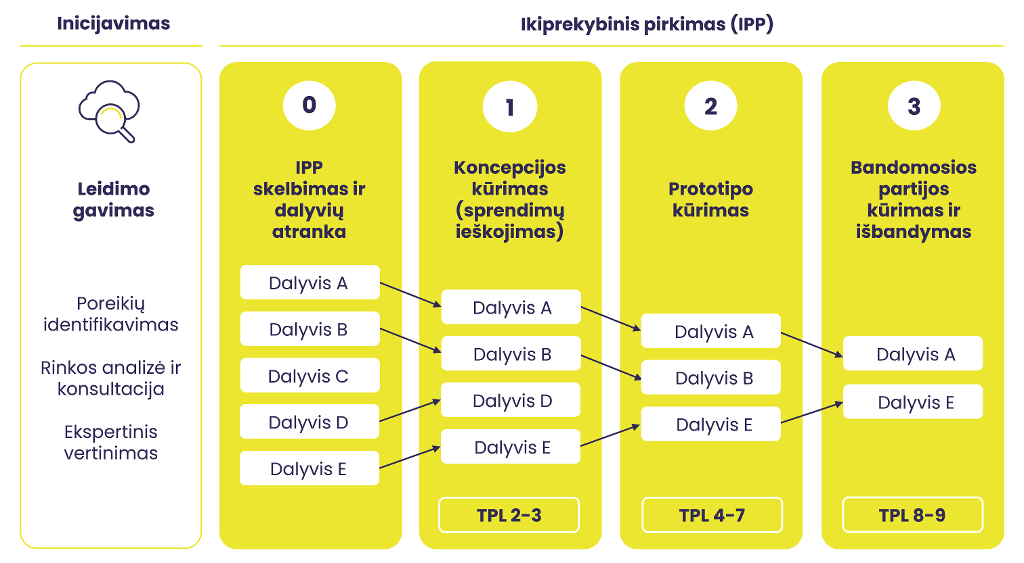 Inicijavimas
Ikiprekybinis pirkimas (IPP)
Leidimo
gavimas
Poreikių
identifikavimas
Rinkos analizė ir
konsultacija
Ekspertinis
vertinimas
0
IPP
skelbimas ir
dalyvių
atranka
Dalyvis A
Dalyvis B
Dalyvis C
Dalyvis D
Dalyvis E
1
Koncepcijos
kūrimas
(sprendimų
ieškojimas)
Dalyvis A
Dalyvis B
Dalyvis D
Dalyvis E
TPL 2-3
2
Prototipo
kūrimas
Dalyvis A
Dalyvis B
Dalyvis E
TPL 4-7
3
Bandomosios
partijos
kūrimas ir
išbandymas
Dalyvis A
Dalyvis E
TPL 8-9